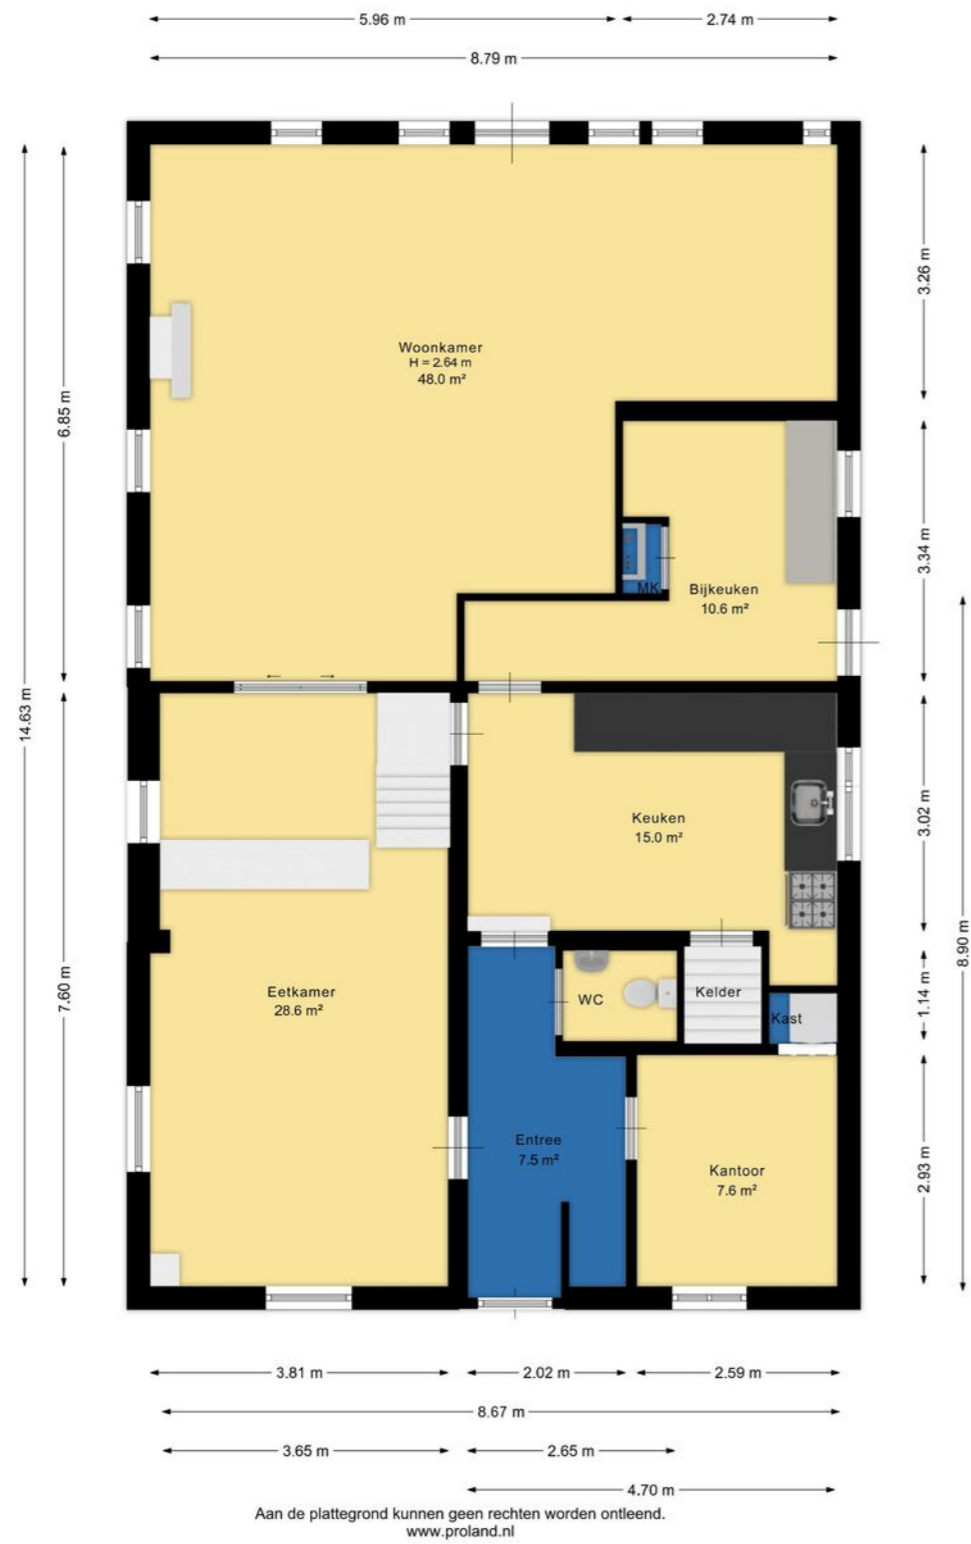 5.96 m
2.74 m
8.79 m
14.63 m
6.85 m
7.60 m
3.26 m
3.34 m
3.02 m
1.14 m
2.93 m
8.90 m
Woonkamer
H = 2.64 m
48.0 m²
MK
Bijkeuken
10.6 m²
Keuken
15.0 m²
Eetkamer
28.6 m²
WC
Kelder
Kast
Entree
7.5 m²
Kantoor
7.6 m²
3.81 m
2.02 m
2.59 m
8.67 m
3.65 m
2.65 m
4.70 m
Aan de plattegrond kunnen geen rechten worden ontleend.
www.proland.nl